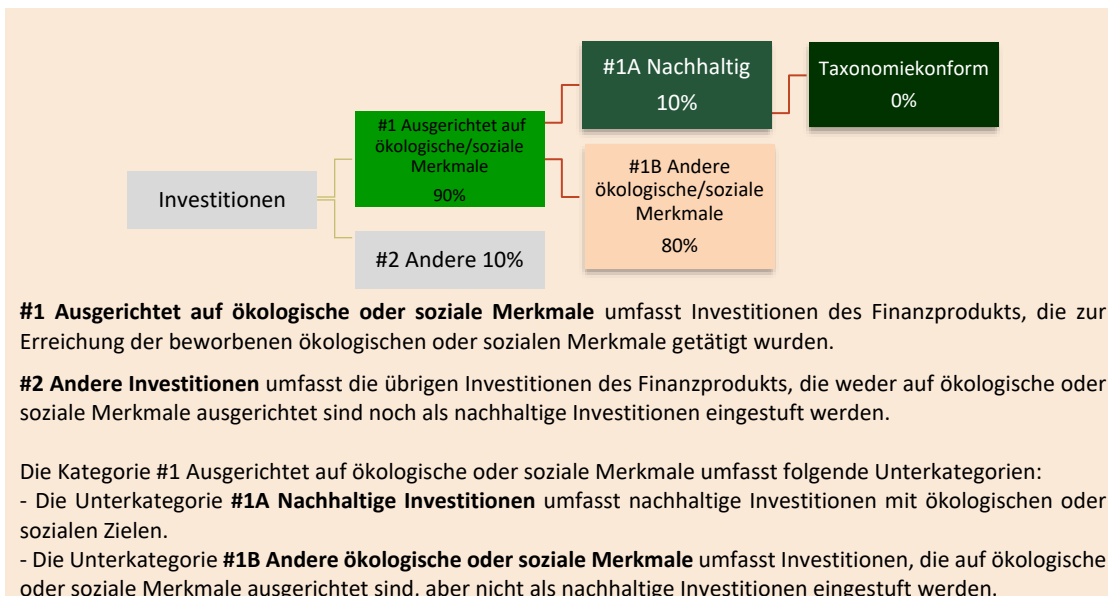 #1A Nachhaltig
10%
Taxonomiekonform
0%
#1 Ausgerichtet auf
ökologische/soziale
Merkmale
90%
#1B Andere
ökologische/soziale
Merkmale
80%
Investitionen
#2 Andere 10%
#1 Ausgerichtet auf ökologische oder soziale Merkmale umfasst Investitionen des Finanzprodukts, die zur
Erreichung der beworbenen ökologischen oder sozialen Merkmale getätigt wurden.
#2 Andere Investitionen umfasst die übrigen Investitionen des Finanzprodukts, die weder auf ökologische oder
soziale Merkmale ausgerichtet sind noch als nachhaltige Investitionen eingestuft werden.
Die Kategorie #1 Ausgerichtet auf ökologische oder soziale Merkmale umfasst folgende Unterkategorien:
- Die Unterkategorie #1A Nachhaltige Investitionen umfasst nachhaltige Investitionen mit ökologischen oder
sozialen Zielen.
- Die Unterkategorie #1B Andere ökologische oder soziale Merkmale umfasst Investitionen, die auf ökologische
oder soziale Merkmale ausgerichtet sind, aber nicht als nachhaltige Investitionen eingestuft werden.